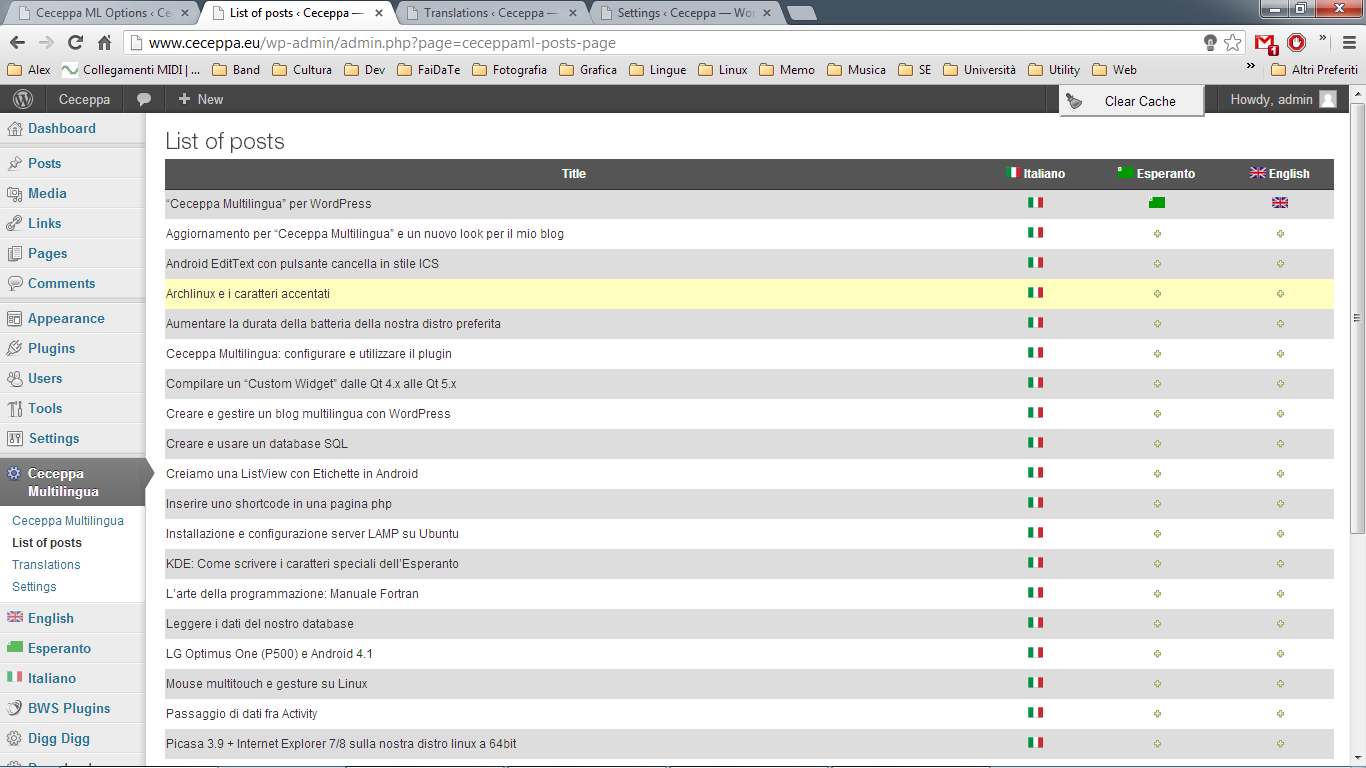 Ceceppa ML Options ‹ Ce
List of posts ‹ Ceceppa —
Translations ‹ Ceceppa —
Settings ‹ Ceceppa — Wor
www.ceceppa.eu/wp-admin/admin.php?page=ceceppaml-posts-page
1
Alex
Collegamenti MIDI | ...
Band
Cultura
Dev
FaiDaTe
Fotografia
Grafica
Lingue
Linux
Memo
Musica
SE
Università
Utility
Web
»
Altri Preferiti
Ceceppa
+ New
Clear Cache
Howdy, admin
Dashboard
Posts
Media
Links
Pages
Comments
Appearance
Plugins
Users
Tools
Settings
Ceceppa
Multilingua
Ceceppa Multilingua
List of posts
Translations
Settings
English
Esperanto
Italiano
BWS Plugins
Digg Digg
List of posts
Title
Italiano
Esperanto
English
“Ceceppa Multilingua” per WordPress
Aggiornamento per “Ceceppa Multilingua” e un nuovo look per il mio blog
Android EditText con pulsante cancella in stile ICS
Archlinux e i caratteri accentati
Aumentare la durata della batteria della nostra distro preferita
Ceceppa Multilingua: configurare e utilizzare il plugin
Compilare un “Custom Widget” dalle Qt 4.x alle Qt 5.x
Creare e gestire un blog multilingua con WordPress
Creare e usare un database SQL
Creiamo una ListView con Etichette in Android
Inserire uno shortcode in una pagina php
Installazione e configurazione server LAMP su Ubuntu
KDE: Come scrivere i caratteri speciali dell’Esperanto
L’arte della programmazione: Manuale Fortran
Leggere i dati del nostro database
LG Optimus One (P500) e Android 4.1
Mouse multitouch e gesture su Linux
Passaggio di dati fra Activity
Picasa 3.9 + Internet Explorer 7/8 sulla nostra distro linux a 64bit